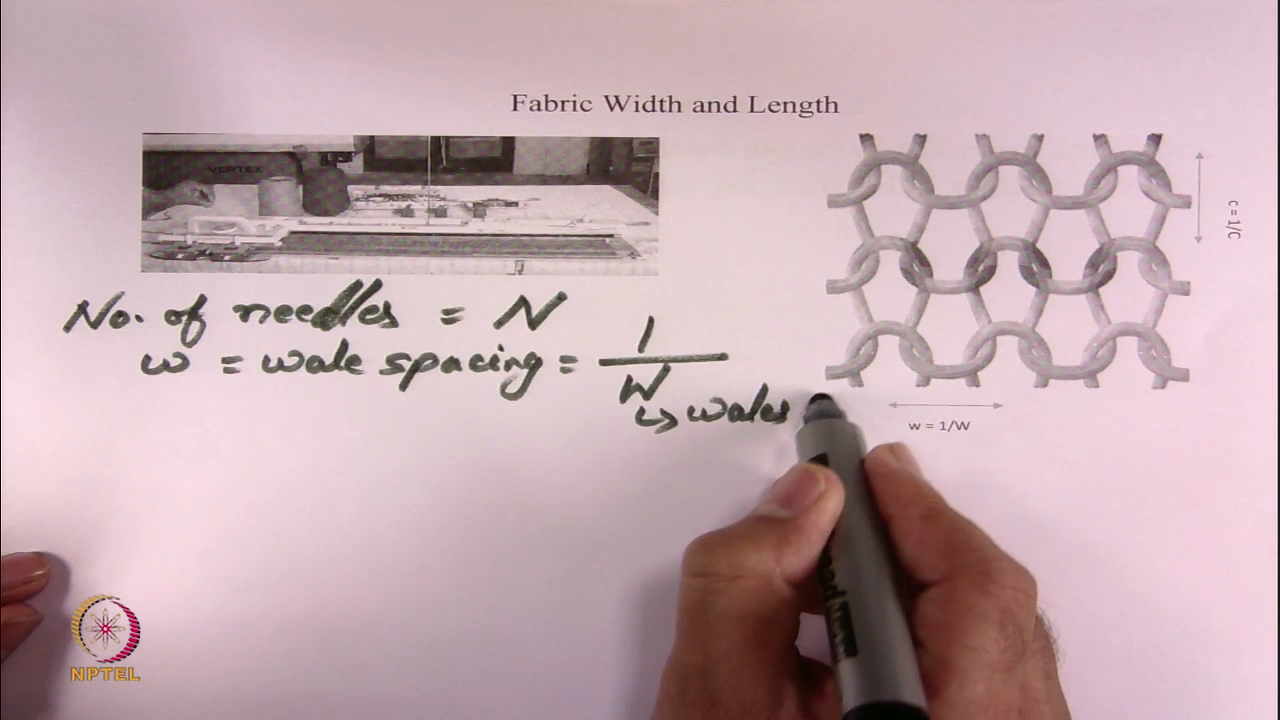 Fabric Width and Length
VERTEX
c = 1/C
No. of needles = N
w = wale spacing = 1/W
↳ wales
w = 1/W
NPTEL